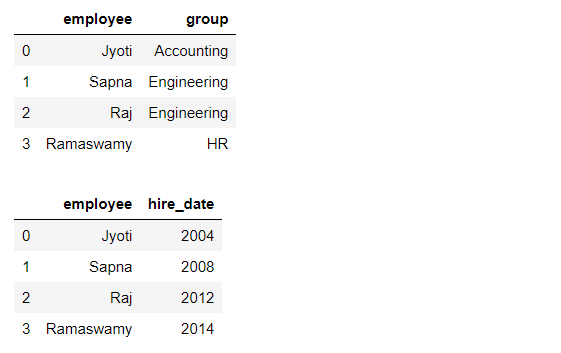 employee group
0 Jyoti Accounting
1 Sapna Engineering
2 Raj Engineering
3 Ramaswamy HR
employee hire_date
0 Jyoti 2004
1 Sapna 2008
2 Raj 2012
3 Ramaswamy 2014